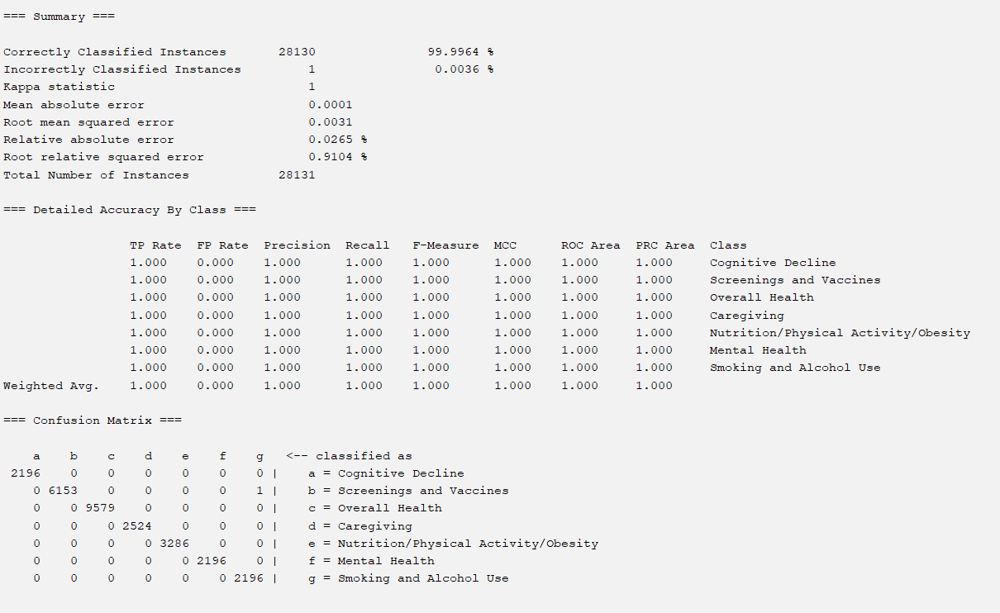 === Summary ===
Correctly Classified Instances 28130 99.9964 %
Incorrectly Classified Instances 1 0.0036 %
Kappa statistic 1
Mean absolute error 0.0001
Root mean squared error 0.0031
Relative absolute error 0.0265 %
Root relative squared error 0.9104 %
Total Number of Instances 28131
=== Detailed Accuracy By Class ===
TP Rate FP Rate Precision Recall F-Measure MCC ROC Area PRC Area Class
1.000 0.000 1.000 1.000 1.000 1.000 1.000 1.000 Cognitive Decline
1.000 0.000 1.000 1.000 1.000 1.000 1.000 1.000 Screenings and Vaccines
1.000 0.000 1.000 1.000 1.000 1.000 1.000 1.000 Overall Health
1.000 0.000 1.000 1.000 1.000 1.000 1.000 1.000 Caregiving
1.000 0.000 1.000 1.000 1.000 1.000 1.000 1.000 Nutrition/Physical Activity/Obesity
1.000 0.000 1.000 1.000 1.000 1.000 1.000 1.000 Mental Health
1.000 0.000 1.000 1.000 1.000 1.000 1.000 1.000 Smoking and Alcohol Use
Weighted Avg. 1.000 0.000 1.000 1.000 1.000 1.000 1.000 1.000
=== Confusion Matrix ===
a b c d e f g <-- classified as
2196 0 0 0 0 0 0 | a = Cognitive Decline
0 6153 0 0 0 0 1 | b = Screenings and Vaccines
0 0 9579 0 0 0 0 | c = Overall Health
0 0 0 2524 0 0 0 | d = Caregiving
0 0 0 0 3286 0 0 | e = Nutrition/Physical Activity/Obesity
0 0 0 0 0 2196 0 | f = Mental Health
0 0 0 0 0 0 2196 | g = Smoking and Alcohol Use